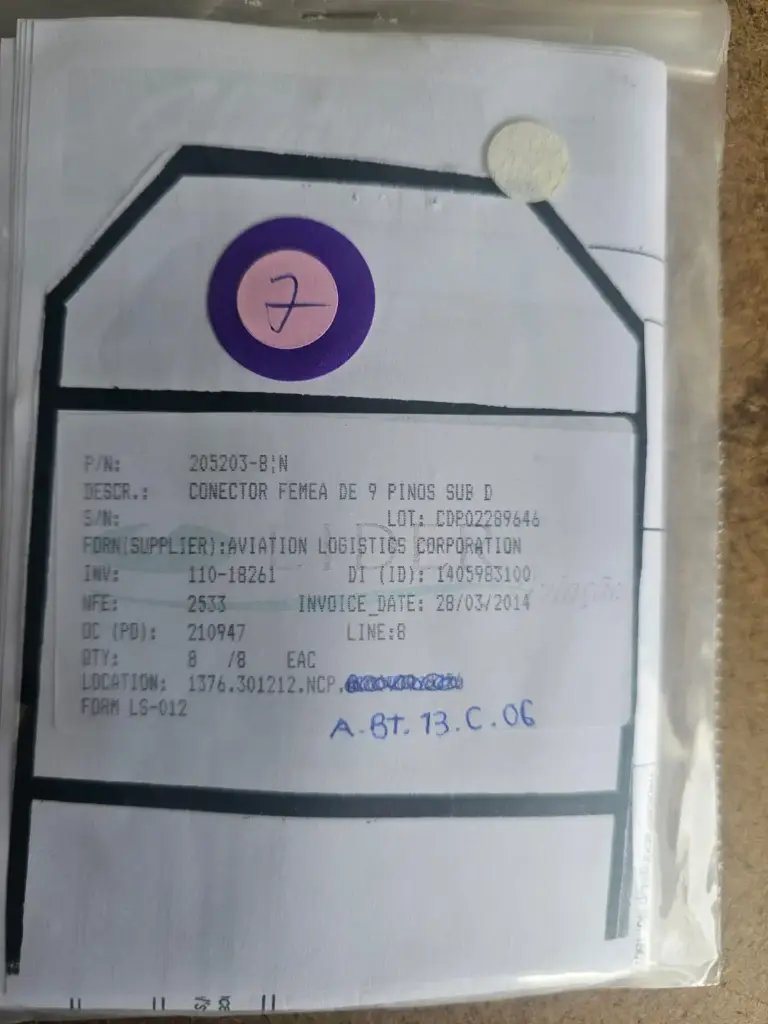 7
P/N: 205203-8¦N
DESCR.: CONECTOR FEMEA DE 9 PINOS SUB D
S/N: LOT: CDP02289646
FORN(SUPPLIER):AVIATION LOGISTICS CORPORATION
LIDER
INV: 110-18261 DI (ID): 1405983100
NFE: 2533 INVOICE_DATE: 28/03/2014
OC (PO): 210947 LINE:8
QTY: 8 /8 EAC
LOCATION: 1376.301212.NCP.
FORM LS-012
A.BT.13.C.06